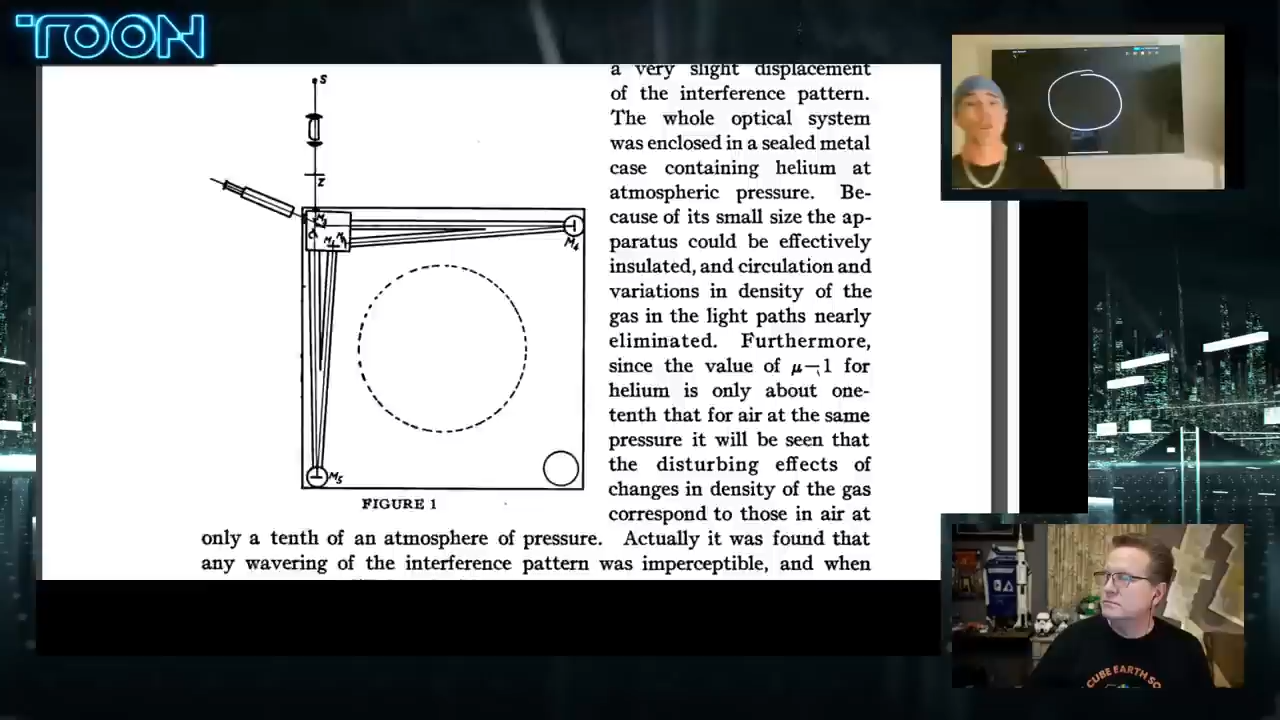 TOON
a very slight displacement
of the interference pattern.
The whole optical system
was enclosed in a sealed metal
case containing helium at
atmospheric pressure. Be-
cause of its small size the ap-
paratus could be effectively
insulated, and circulation and
variations in density of the
gas in the light paths nearly
eliminated. Furthermore,
since the value of μ—1 for
helium is only about one-
tenth that for air at the same
pressure it will be seen that
the disturbing effects of
changes in density of the gas
correspond to those in air at
only a tenth of an atmosphere of pressure. Actually it was found that
any wavering of the interference pattern was imperceptible, and when
S
Z
M4
M5
FIGURE 1
CUBE EARTH SO